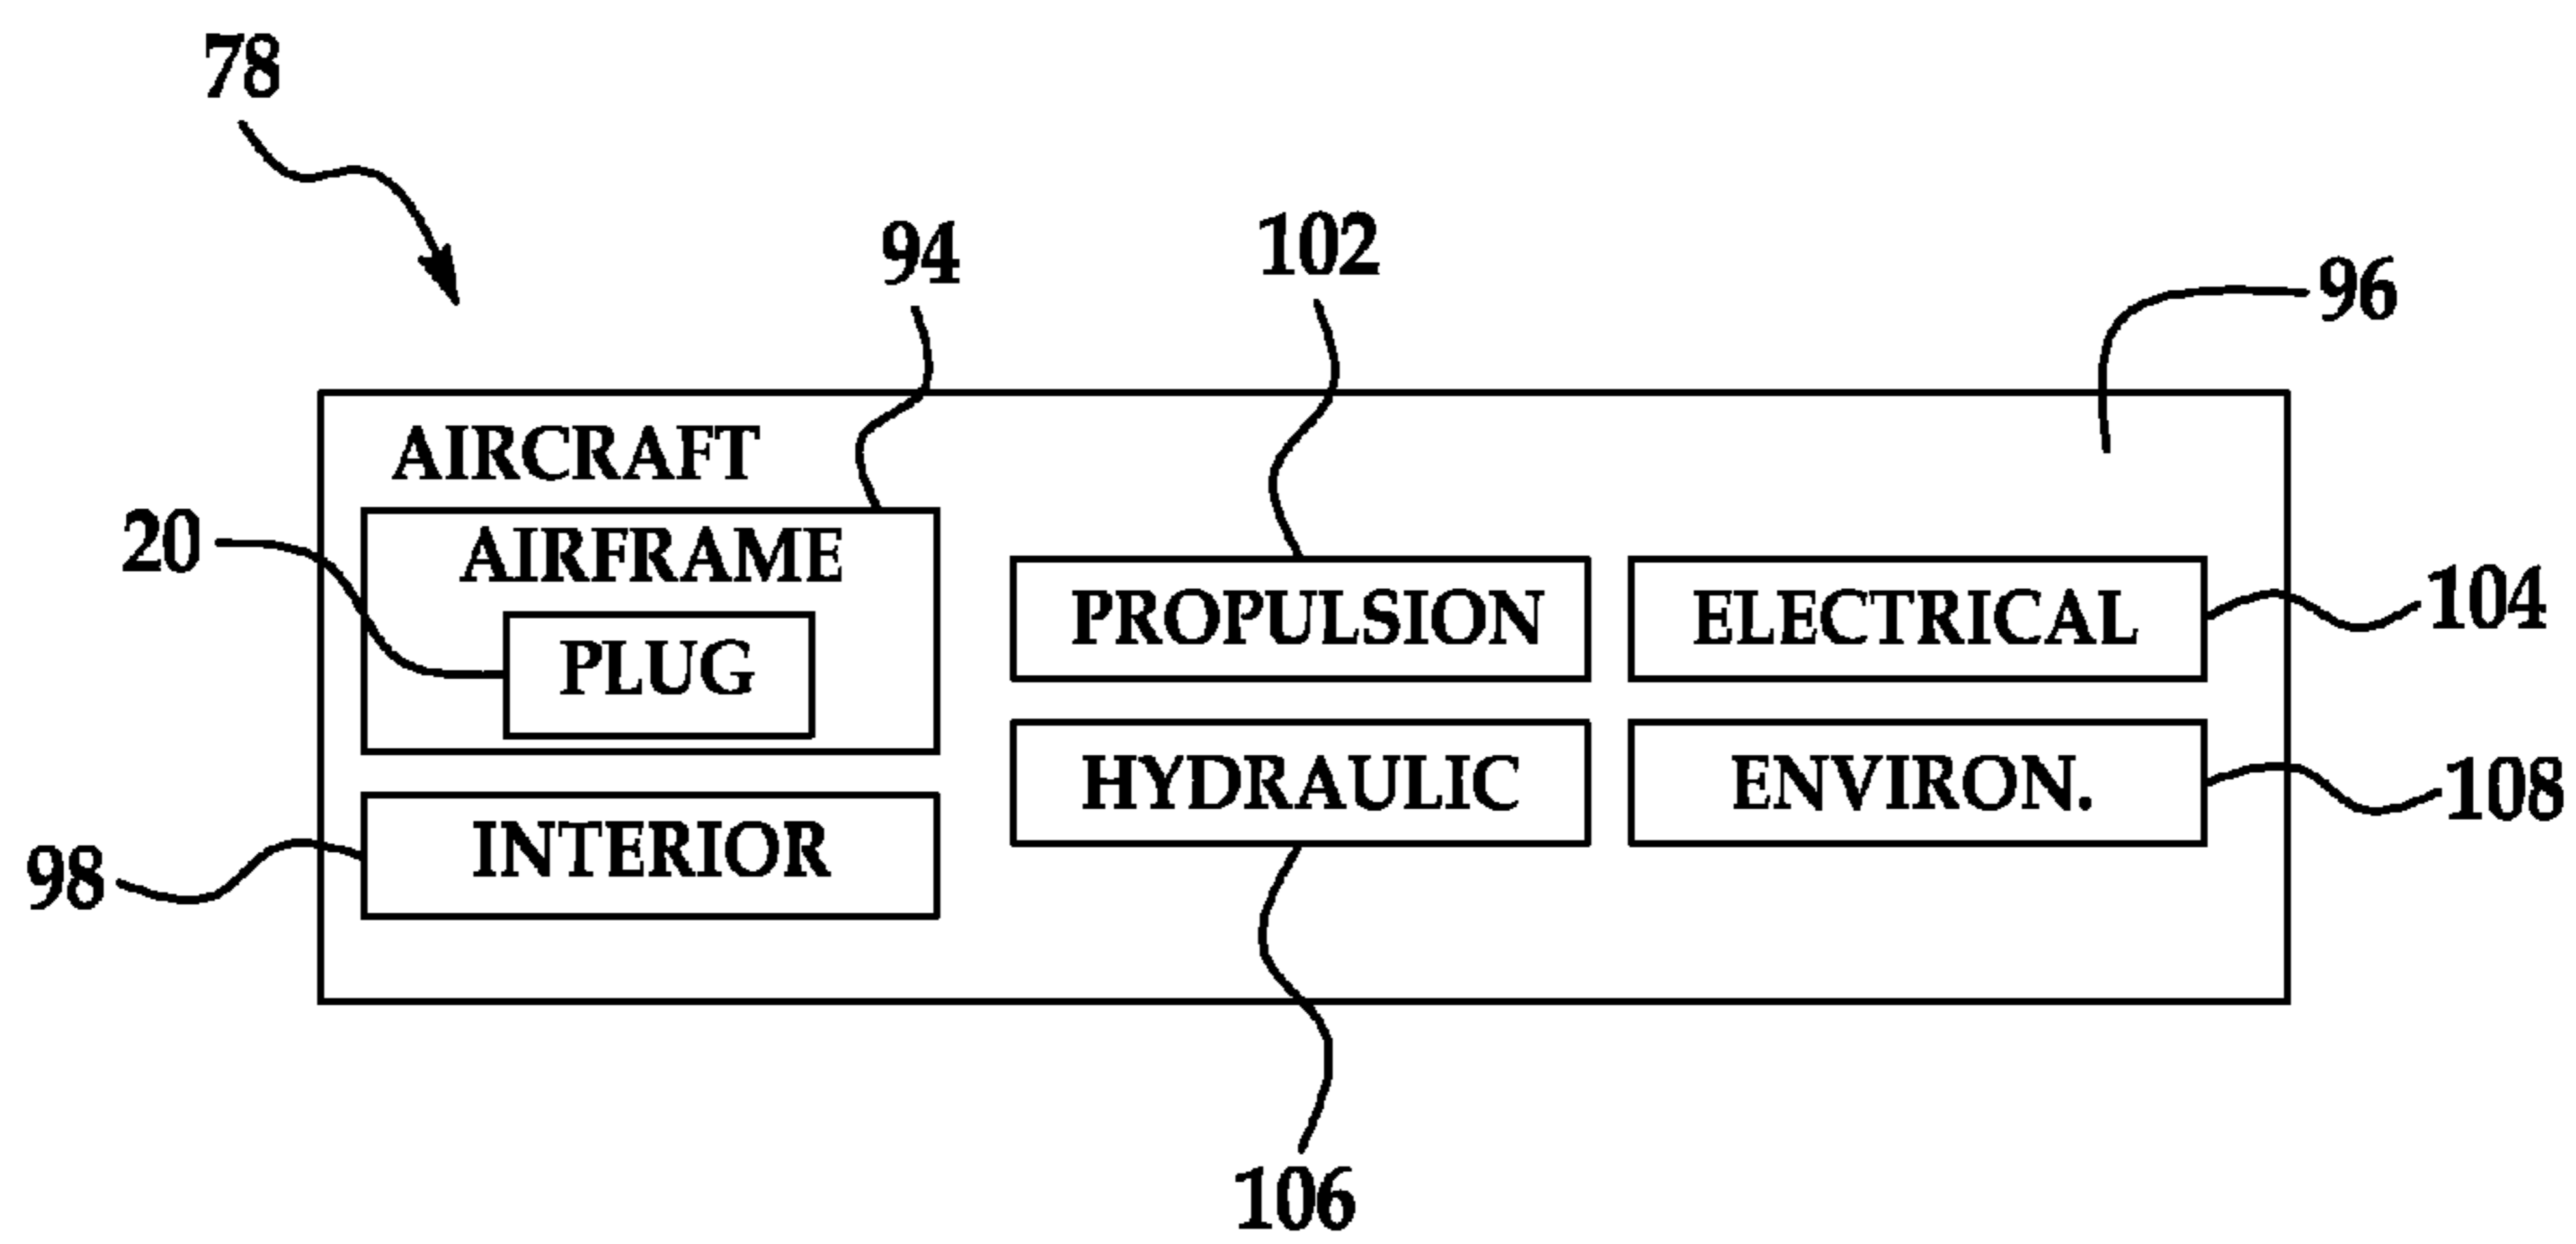 78
94
102
96
AIRCRAFT
20
AIRFRAME
PLUG
PROPULSION
ELECTRICAL
104
HYDRAULIC
ENVIRON.
108
98
INTERIOR
106